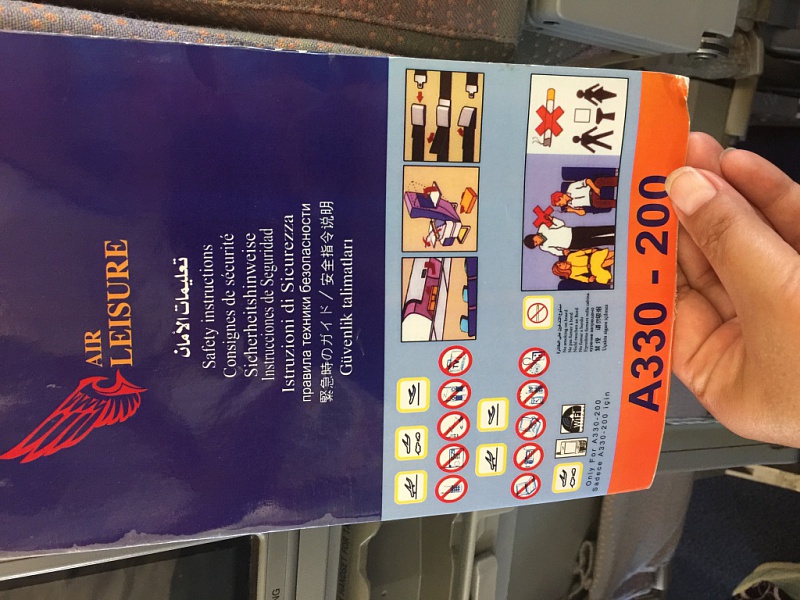 AIR
LEISURE
تعليمات الأمان
Safety instructions
Consignes de sécurité
Sicherheitshinweise
Instrucciones de Seguridad
Istruzioni di Sicurezza
правила техники безопасности
緊急時のガイド / 安全指令说明
Güvenlik talimatları
WiFi
Only For A330-200
Sadece A330-200 için
A330 - 200